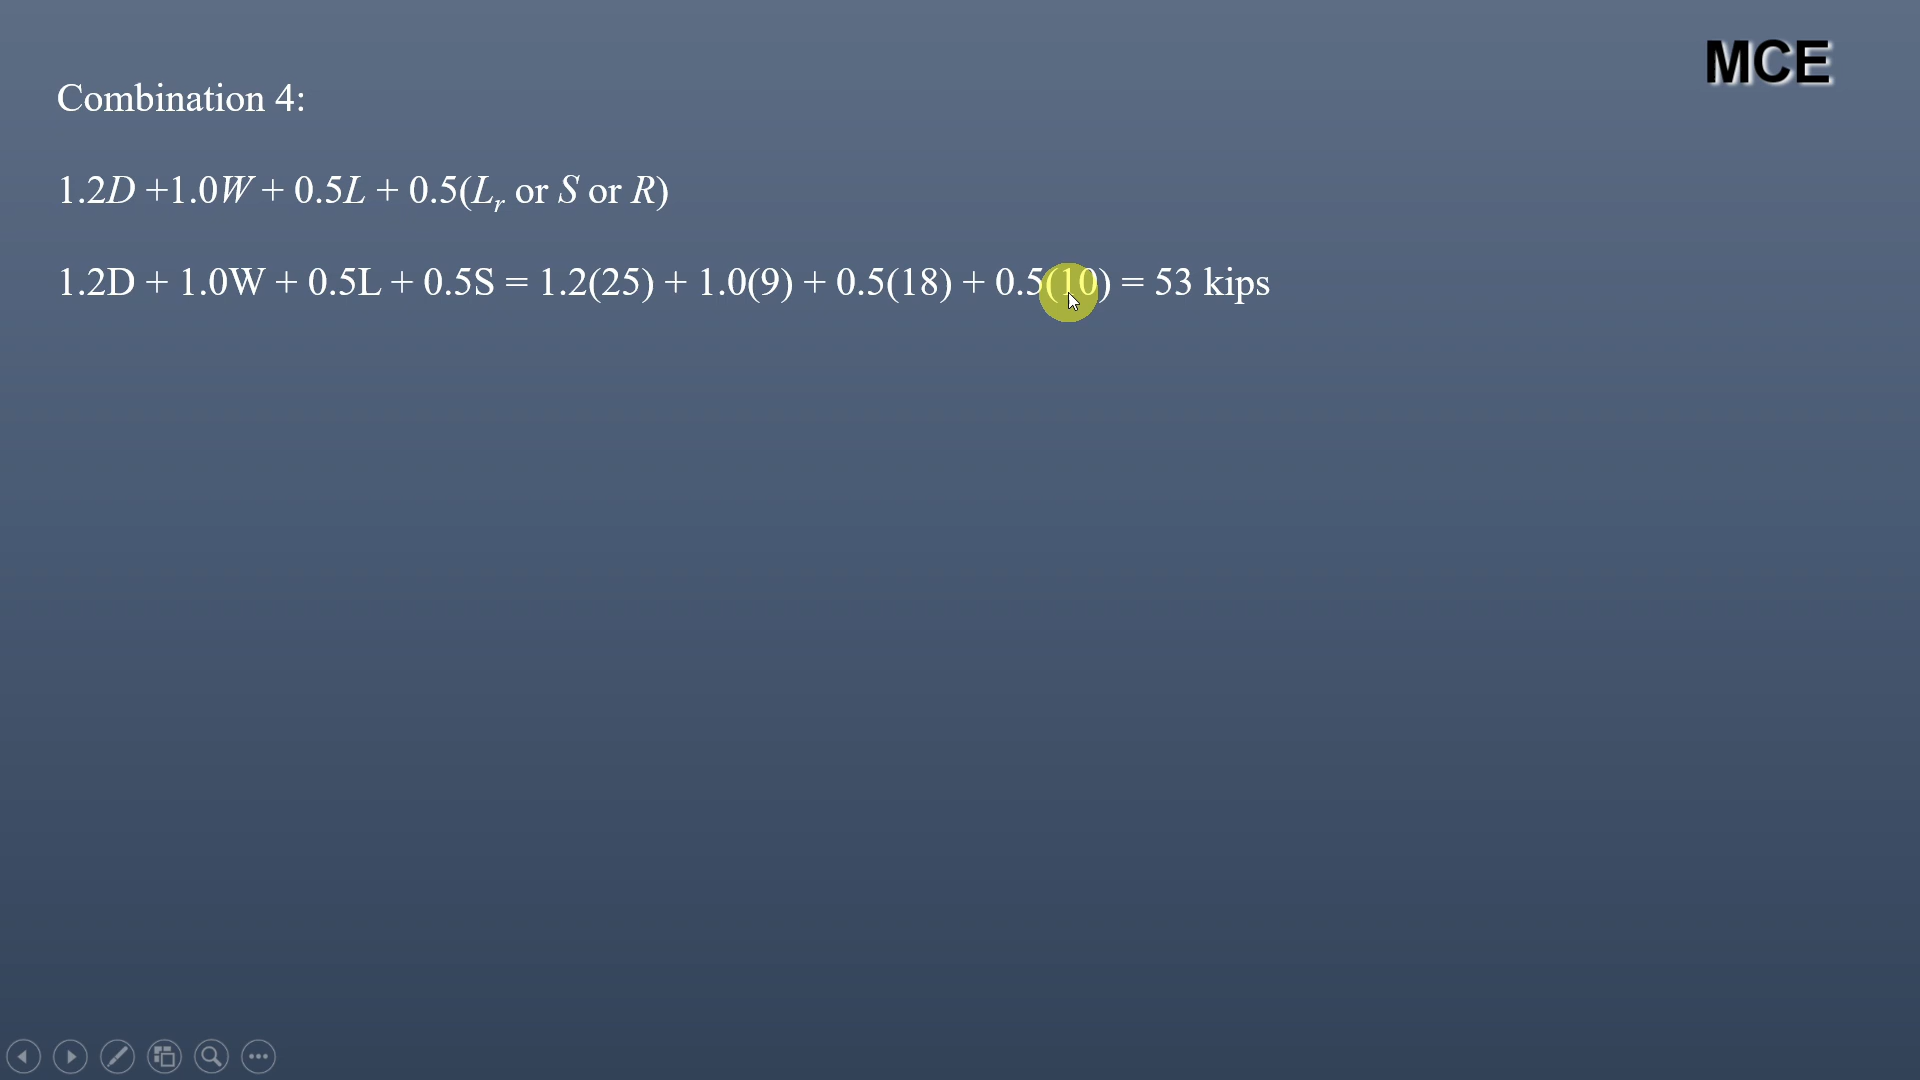 MCE
Combination 4:
1.2D +1.0W + 0.5L + 0.5(Lr or S or R)
1.2D + 1.0W + 0.5L + 0.5S = 1.2(25) + 1.0(9) + 0.5(18) + 0.5(10) = 53 kips